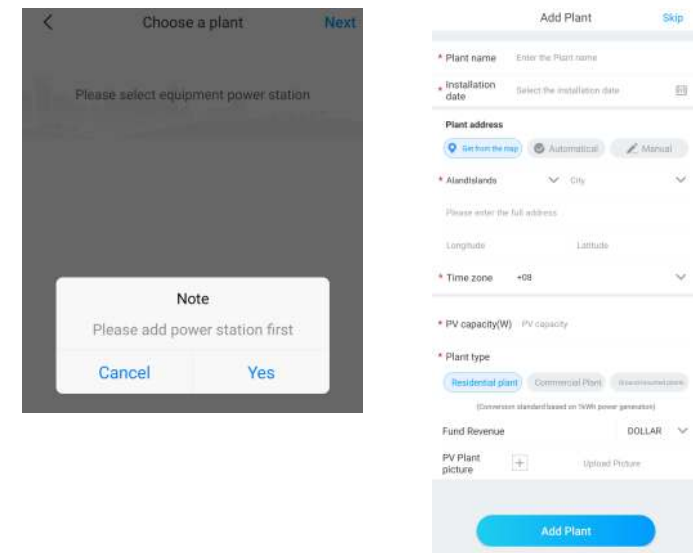 Choose a plant
Next
Please select equipment power station
Note
Please add power station first
Cancel
Yes
Add Plant
Skip
* Plant name
Enter the Plant name
* Installation date
Select the installation date
Plant address
Get from the map
Automatical
Manual
* AlandIslands
City
Please enter the full address
Longitude
Latitude
* Time zone
+08
* PV capacity(W)
PV capacity
* Plant type
Residential plant
Commercial Plant
(Conversion standard based on 1kWh power generation)
Fund Revenue
DOLLAR
PV Plant picture
Upload Picture
Add Plant